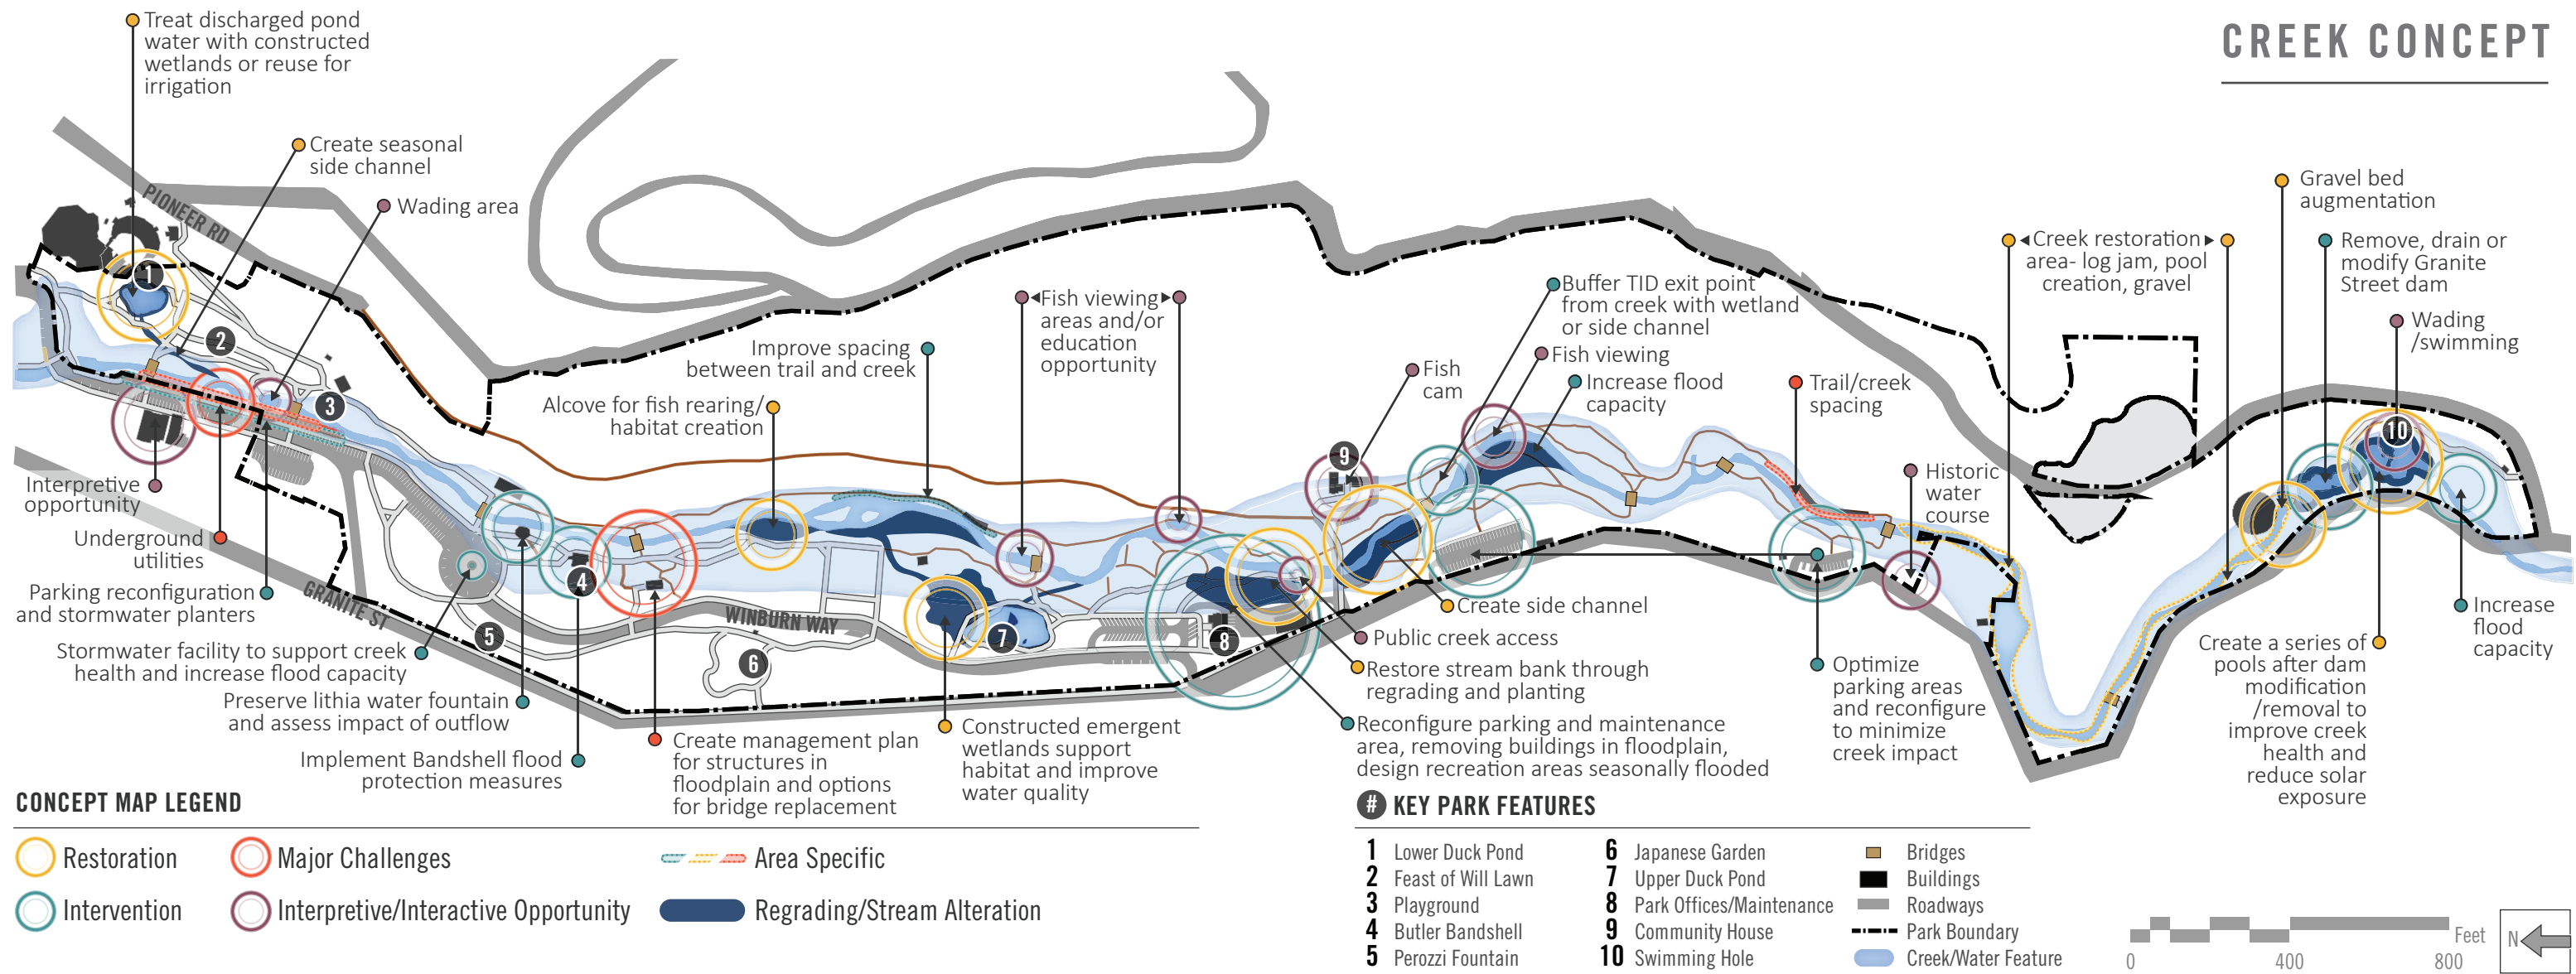 CREEK CONCEPT
Treat discharged pond
water with constructed
wetlands or reuse for
irrigation
Create seasonal
side channel
Wading area
PIONEER RD
1
2
3
Interpretive
opportunity
Underground
utilities
Parking reconfiguration
and stormwater planters
GRANITE ST
Stormwater facility to support creek
health and increase flood capacity
Preserve lithia water fountain
and assess impact of outflow
Implement Bandshell flood
protection measures
4
5
6
WINBURN WAY
Create management plan
for structures in
floodplain and options
for bridge replacement
Alcove for fish rearing/
habitat creation
Improve spacing
between trail and creek
Fish viewing
areas and/or
education
opportunity
7
8
9
Constructed emergent
wetlands support
habitat and improve
water quality
Fish
cam
Buffer TID exit point
from creek with wetland
or side channel
Fish viewing
Increase flood
capacity
Trail/creek
spacing
Create side channel
Public creek access
Restore stream bank through
regrading and planting
Reconfigure parking and maintenance
area, removing buildings in floodplain,
design recreation areas seasonally flooded
Optimize
parking areas
and reconfigure
to minimize
creek impact
Historic
water
course
Creek restoration
area- log jam, pool
creation, gravel
Gravel bed
augmentation
Remove, drain or
modify Granite
Street dam
Wading
/swimming
10
Create a series of
pools after dam
modification
/removal to
improve creek
health and
reduce solar
exposure
Increase
flood
capacity
CONCEPT MAP LEGEND
Restoration
Major Challenges
Area Specific
Intervention
Interpretive/Interactive Opportunity
Regrading/Stream Alteration
# KEY PARK FEATURES
1 Lower Duck Pond
2 Feast of Will Lawn
3 Playground
4 Butler Bandshell
5 Perozzi Fountain
6 Japanese Garden
7 Upper Duck Pond
8 Park Offices/Maintenance
9 Community House
10 Swimming Hole
Bridges
Buildings
Roadways
Park Boundary
Creek/Water Feature
Feet
0 400 800
N